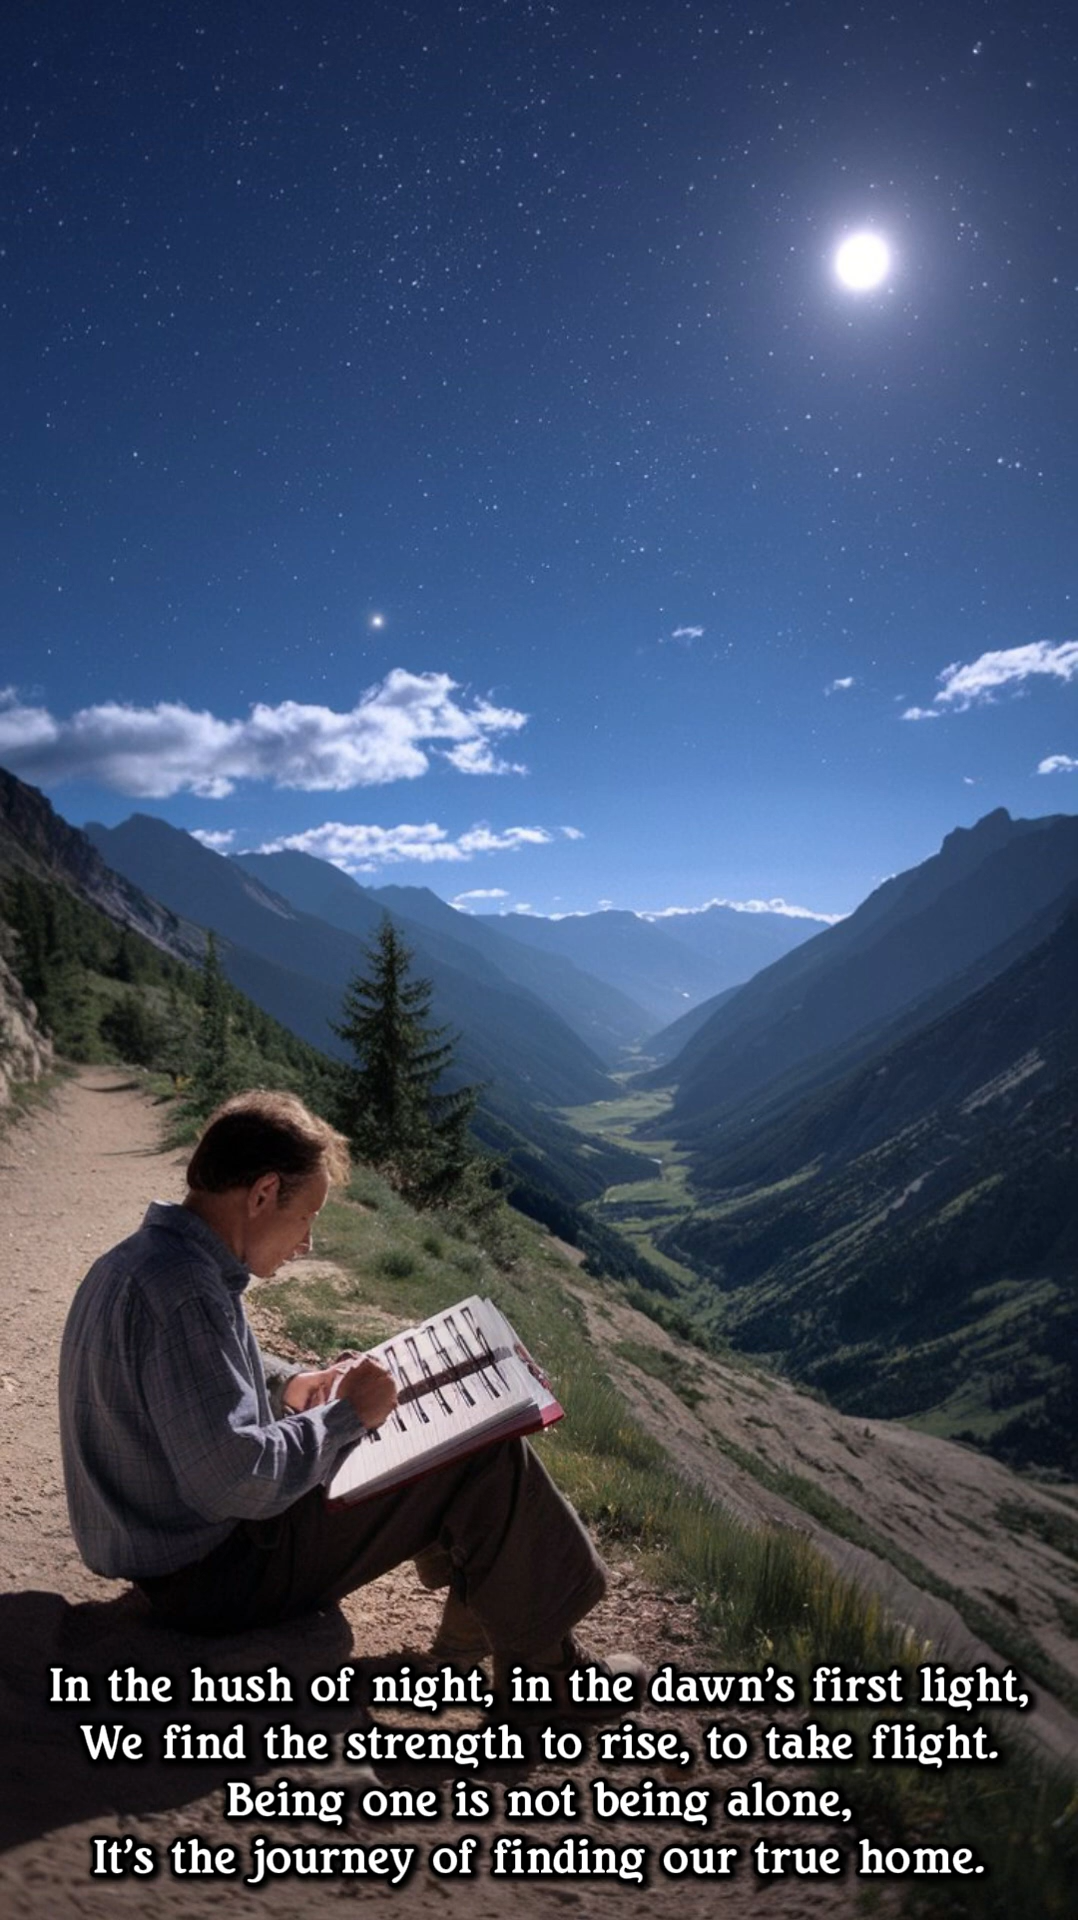 In the hush of night, in the dawn’s first light,
We find the strength to rise, to take flight.
Being one is not being alone,
It’s the journey of finding our true home.